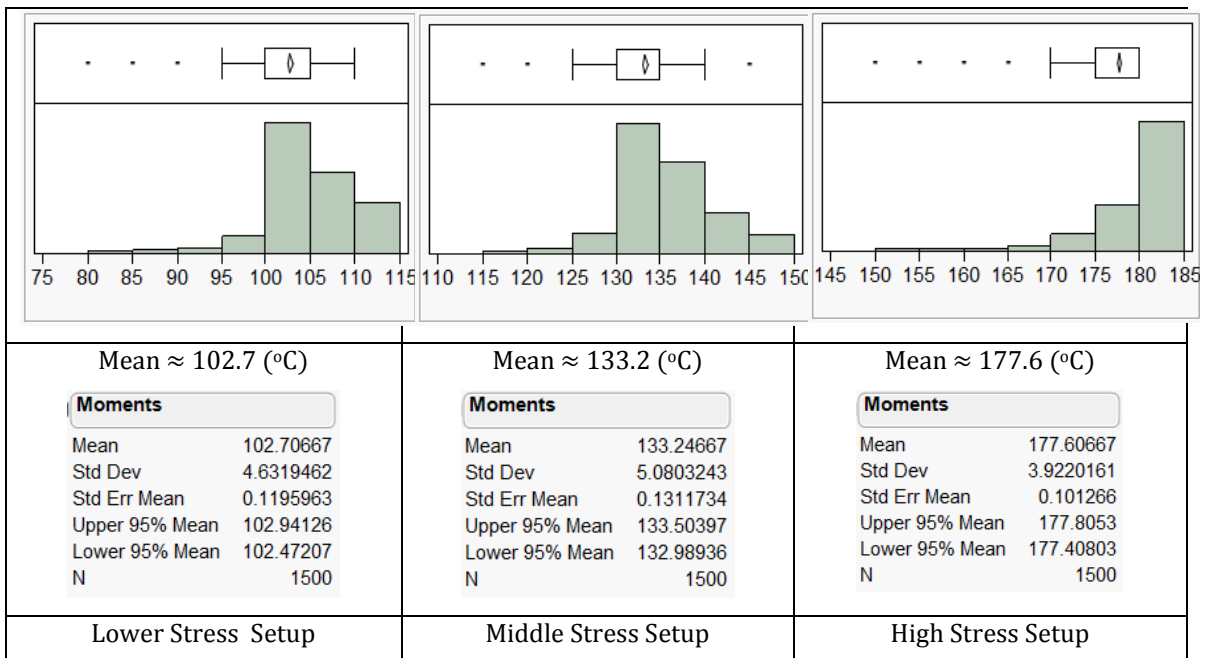 75 80 85 90 95 100 105 110 115
110 115 120 125 130 135 140 145 150
145 150 155 160 165 170 175 180 185
Mean ≈ 102.7 (ºC)
Mean ≈ 133.2 (ºC)
Mean ≈ 177.6 (ºC)
Moments
Mean 102.70667
Std Dev 4.6319462
Std Err Mean 0.1195963
Upper 95% Mean 102.94126
Lower 95% Mean 102.47207
N 1500
Moments
Mean 133.24667
Std Dev 5.0803243
Std Err Mean 0.1311734
Upper 95% Mean 133.50397
Lower 95% Mean 132.98936
N 1500
Moments
Mean 177.60667
Std Dev 3.9220161
Std Err Mean 0.101266
Upper 95% Mean 177.8053
Lower 95% Mean 177.40803
N 1500
Lower Stress Setup
Middle Stress Setup
High Stress Setup